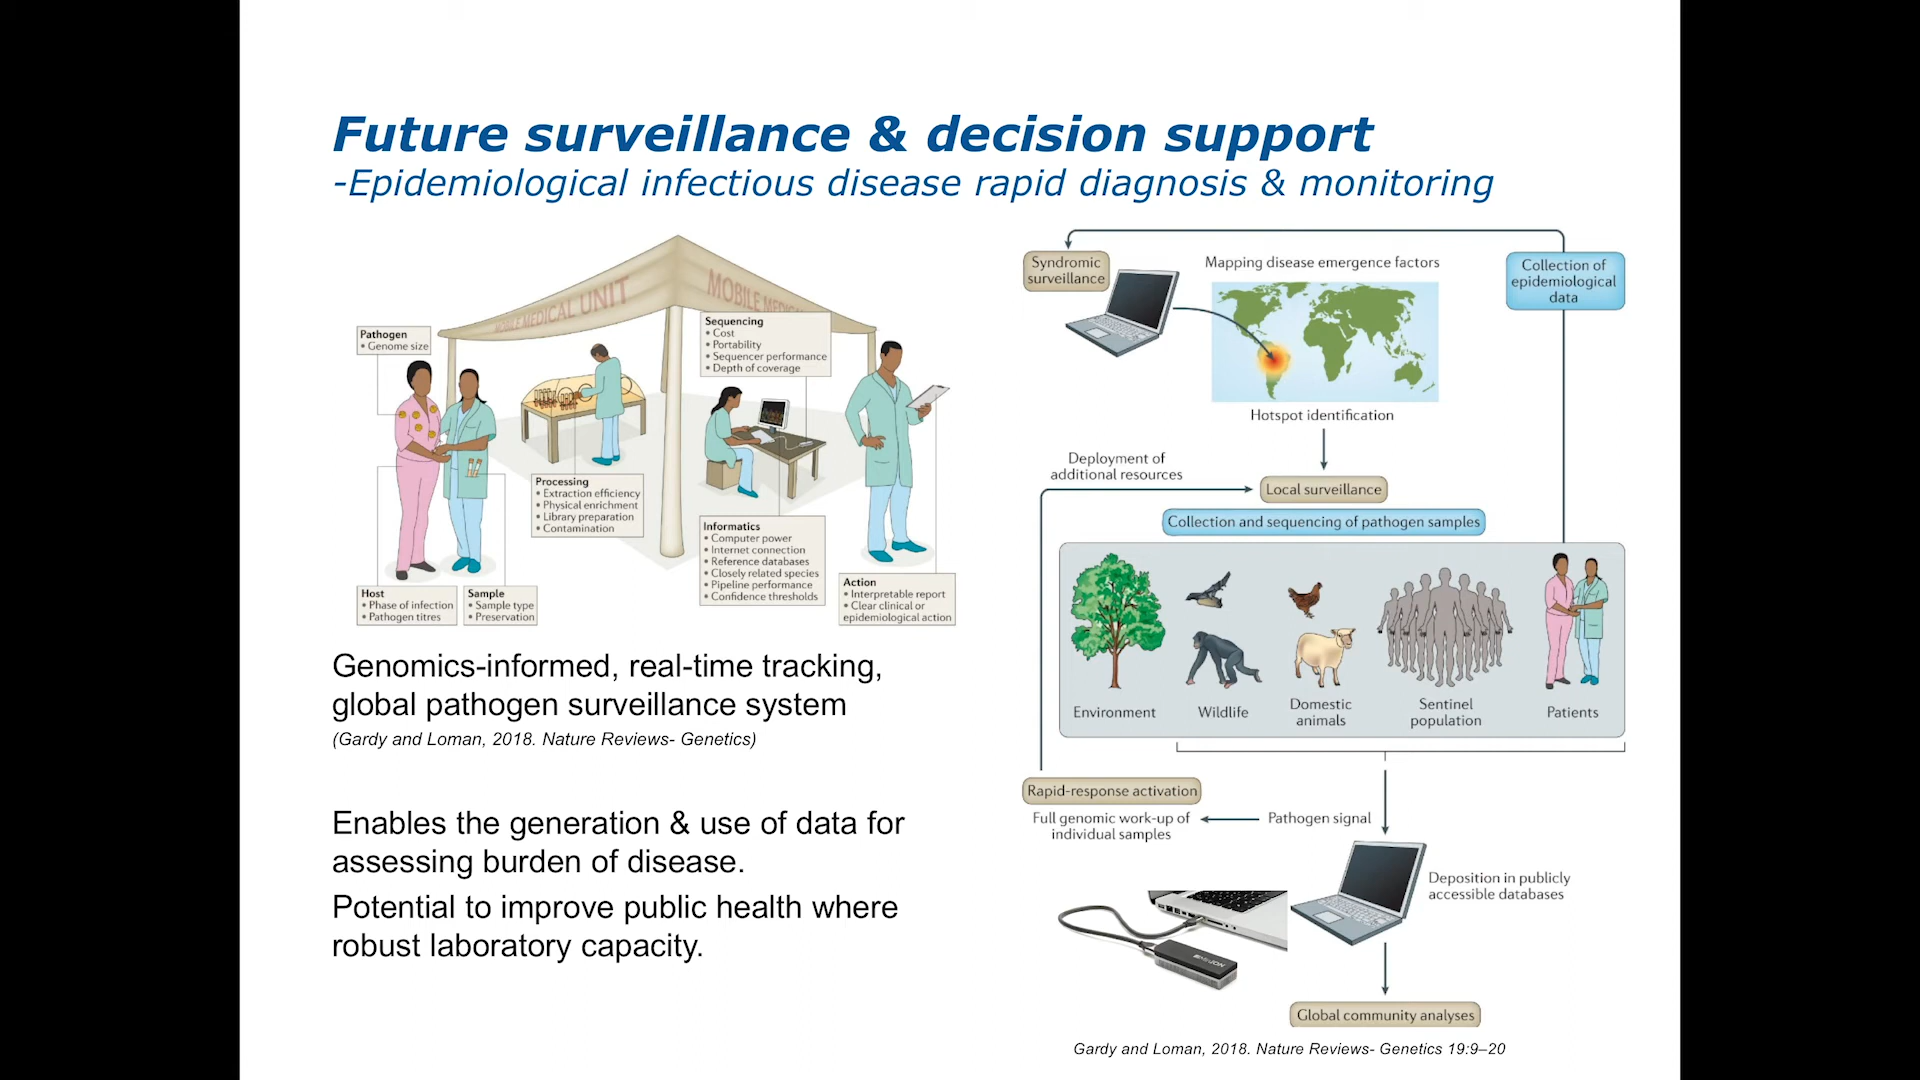 Future surveillance & decision support
-Epidemiological infectious disease rapid diagnosis & monitoring
MOBILE MEDICAL UNIT
MOBILE
Pathogen
• Genome size
Sequencing
• Cost
• Portability
• Sequencer performance
• Depth of coverage
Processing
• Extraction efficiency
• Physical enrichment
• Library preparation
• Contamination
Informatics
• Computer power
• Internet connection
• Reference databases
• Closely related species
• Pipeline performance
• Confidence thresholds
Host
• Phase of infection
• Pathogen titres
Sample
• Sample type
• Preservation
Action
• Interpretable report
• Clear clinical or
epidemiological action
Genomics-informed, real-time tracking,
global pathogen surveillance system
(Gardy and Loman, 2018. Nature Reviews- Genetics)
Enables the generation & use of data for
assessing burden of disease.
Potential to improve public health where
robust laboratory capacity.
Syndromic
surveillance
Mapping disease emergence factors
Collection of
epidemiological
data
Hotspot identification
Deployment of
additional resources
Local surveillance
Collection and sequencing of pathogen samples
Environment
Wildlife
Domestic
animals
Sentinel
population
Patients
Rapid-response activation
Full genomic work-up of
individual samples
Pathogen signal
Deposition in publicly
accessible databases
Global community analyses
Gardy and Loman, 2018. Nature Reviews- Genetics 19:9–20